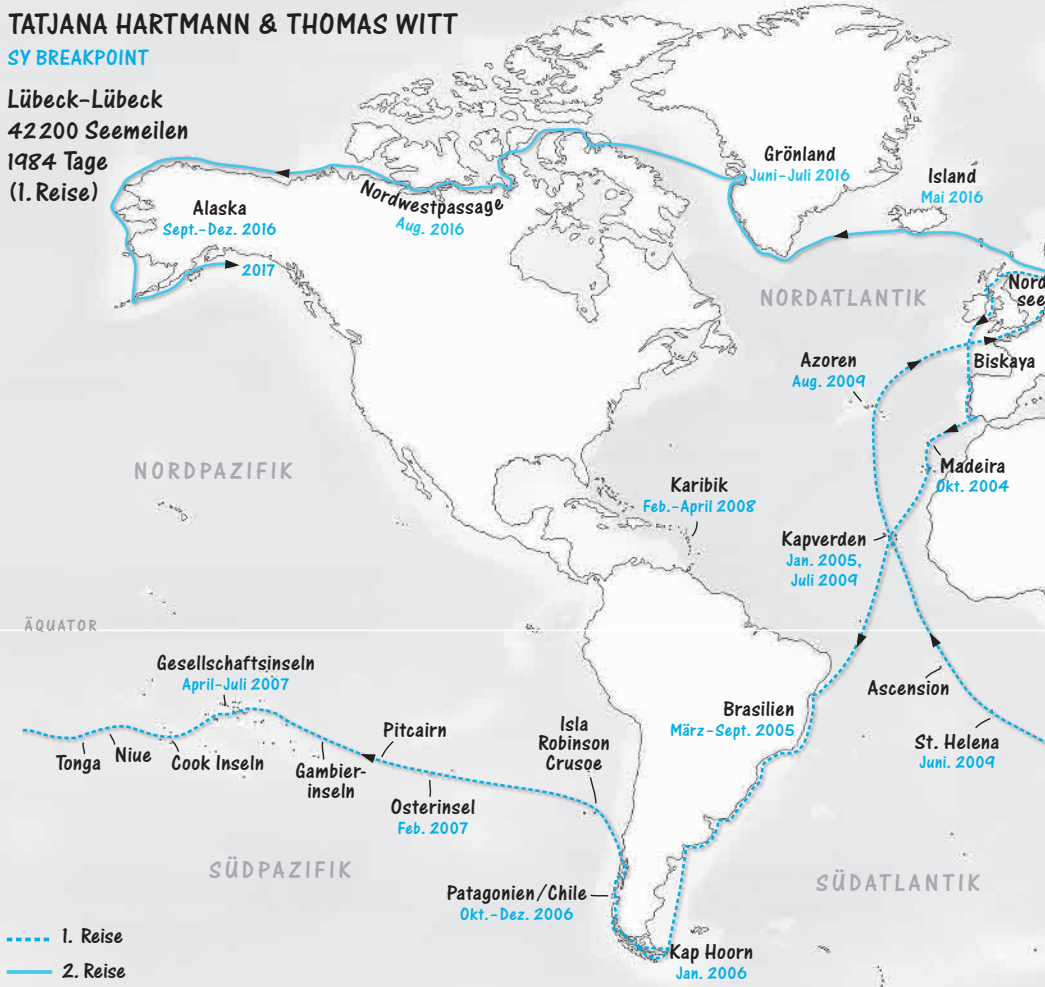 TATJANA HARTMANN & THOMAS WITT
SY BREAKPOINT
Lübeck-Lübeck
42 200 Seemeilen
1984 Tage
(1. Reise)
Grönland
Juni-Juli 2016
Island
Mai 2016
Alaska
Sept.-Dez. 2016
Nordwestpassage
Aug. 2016
2017
NORDATLANTIK
Nord
see
Azoren
Aug. 2009
Biskaya
NORDPAZIFIK
Madeira
Okt. 2004
Karibik
Feb.-April 2008
Kapverden
Jan. 2005,
Juli 2009
ÄQUATOR
Gesellschaftsinseln
April-Juli 2007
Ascension
Brasilien
März-Sept. 2005
St. Helena
Juni. 2009
Isla
Robinson
Crusoe
Pitcairn
Tonga
Niue
Cook Inseln
Gambier-
inseln
Osterinsel
Feb. 2007
SÜDPAZIFIK
SÜDATLANTIK
Patagonien/Chile
Okt.-Dez. 2006
Kap Hoorn
Jan. 2006
1. Reise
2. Reise